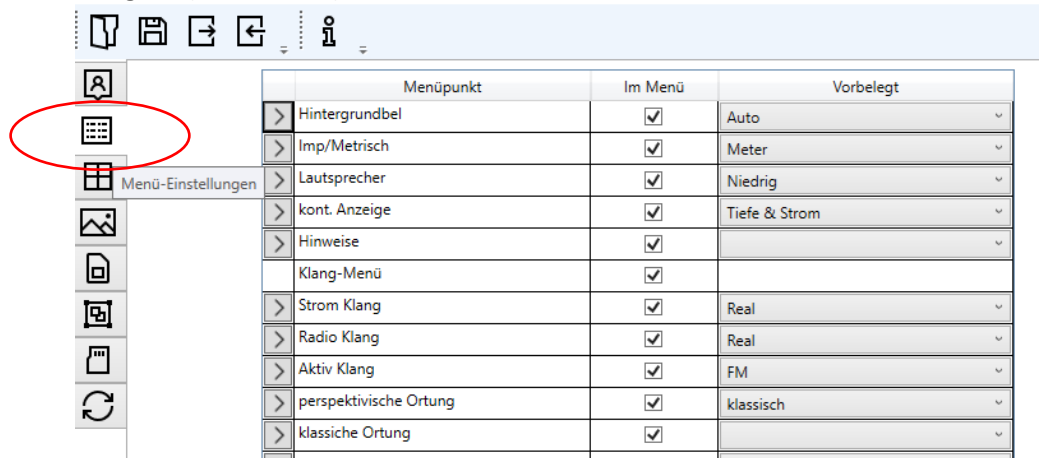 Menüpunkt Im Menü Vorbelegt
Hintergrundbel Auto
Imp/Metrisch Meter
Menü-Einstellungen Lautsprecher Niedrig
kont. Anzeige Tiefe & Strom
Hinweise
Klang-Menü
Strom Klang Real
Radio Klang Real
Aktiv Klang FM
perspektivische Ortung klassisch
klassiche Ortung